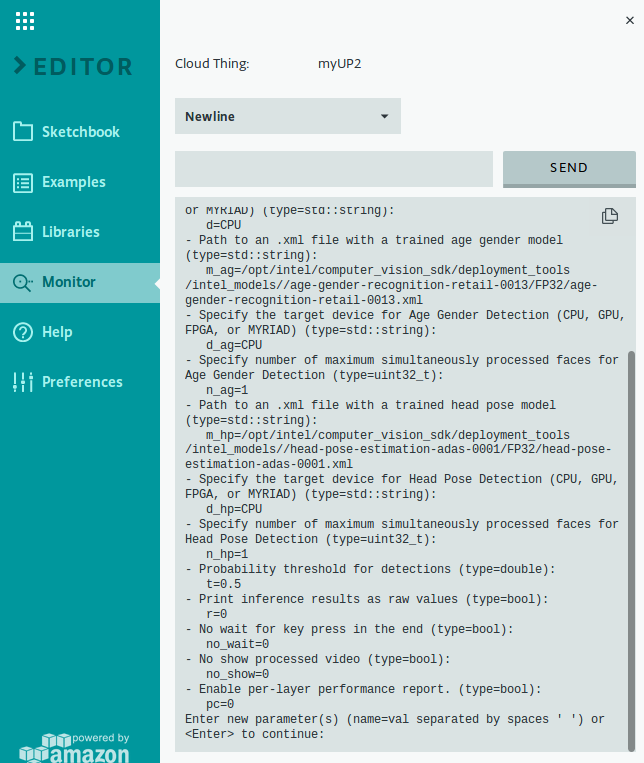 EDITOR
Sketchbook
Examples
Libraries
Monitor
Help
Preferences
powered by
amazon
Cloud Thing: myUP2
Newline
SEND
or MYRIAD) (type=std::string):
d=CPU
- Path to an .xml file with a trained age gender model
(type=std::string):
m_ag=/opt/intel/computer_vision_sdk/deployment_tools
/intel_models//age-gender-recognition-retail-0013/FP32/age-
gender-recognition-retail-0013.xml
- Specify the target device for Age Gender Detection (CPU, GPU,
FPGA, or MYRIAD) (type=std::string):
d_ag=CPU
- Specify number of maximum simultaneously processed faces for
Age Gender Detection (type=uint32_t):
n_ag=1
- Path to an .xml file with a trained head pose model
(type=std::string):
m_hp=/opt/intel/computer_vision_sdk/deployment_tools
/intel_models//head-pose-estimation-adas-0001/FP32/head-pose-
estimation-adas-0001.xml
- Specify the target device for Head Pose Detection (CPU, GPU,
FPGA, or MYRIAD) (type=std::string):
d_hp=CPU
- Specify number of maximum simultaneously processed faces for
Head Pose Detection (type=uint32_t):
n_hp=1
- Probability threshold for detections (type=double):
t=0.5
- Print inference results as raw values (type=bool):
r=0
- No wait for key press in the end (type=bool):
no_wait=0
- No show processed video (type=bool):
no_show=0
- Enable per-layer performance report. (type=bool):
pc=0
Enter new parameter(s) (name=val separated by spaces ' ') or
<Enter> to continue: